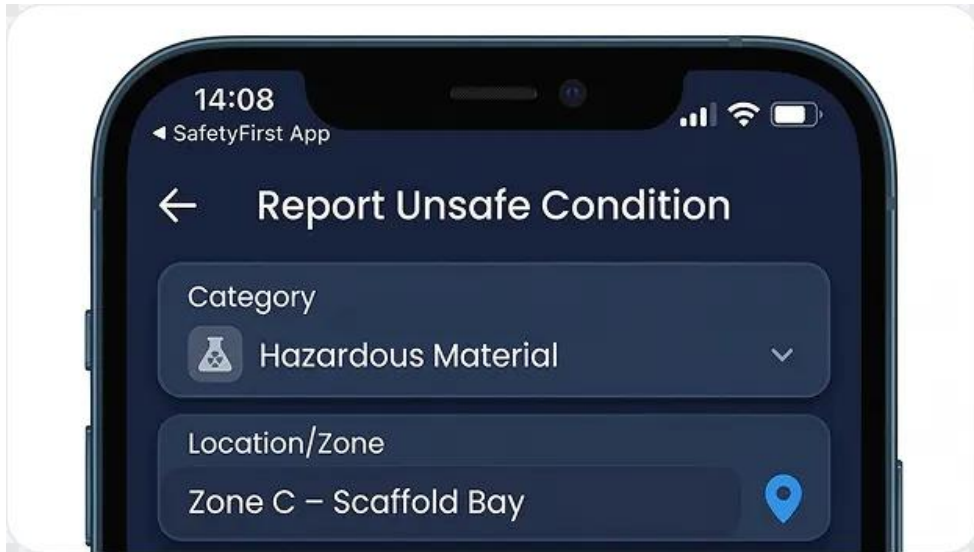 14:08
◀ SafetyFirst App
← Report Unsafe Condition
Category
Hazardous Material
Location/Zone
Zone C – Scaffold Bay